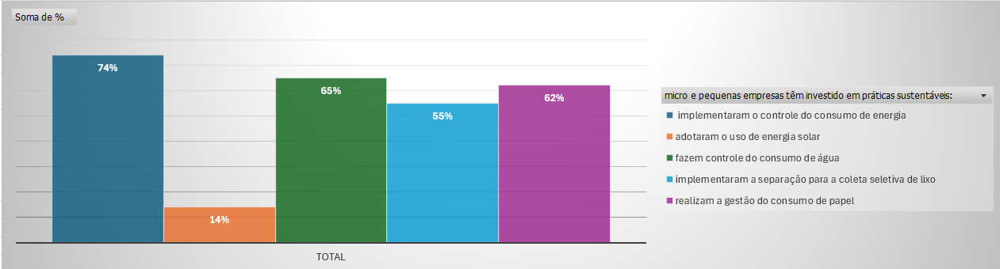 Soma de %
74%
14%
65%
55%
62%
TOTAL
micro e pequenas empresas têm investido em práticas sustentáveis:
implementaram o controle do consumo de energia
adotaram o uso de energia solar
fazem controle do consumo de água
implementaram a separação para a coleta seletiva de lixo
realizam a gestão do consumo de papel